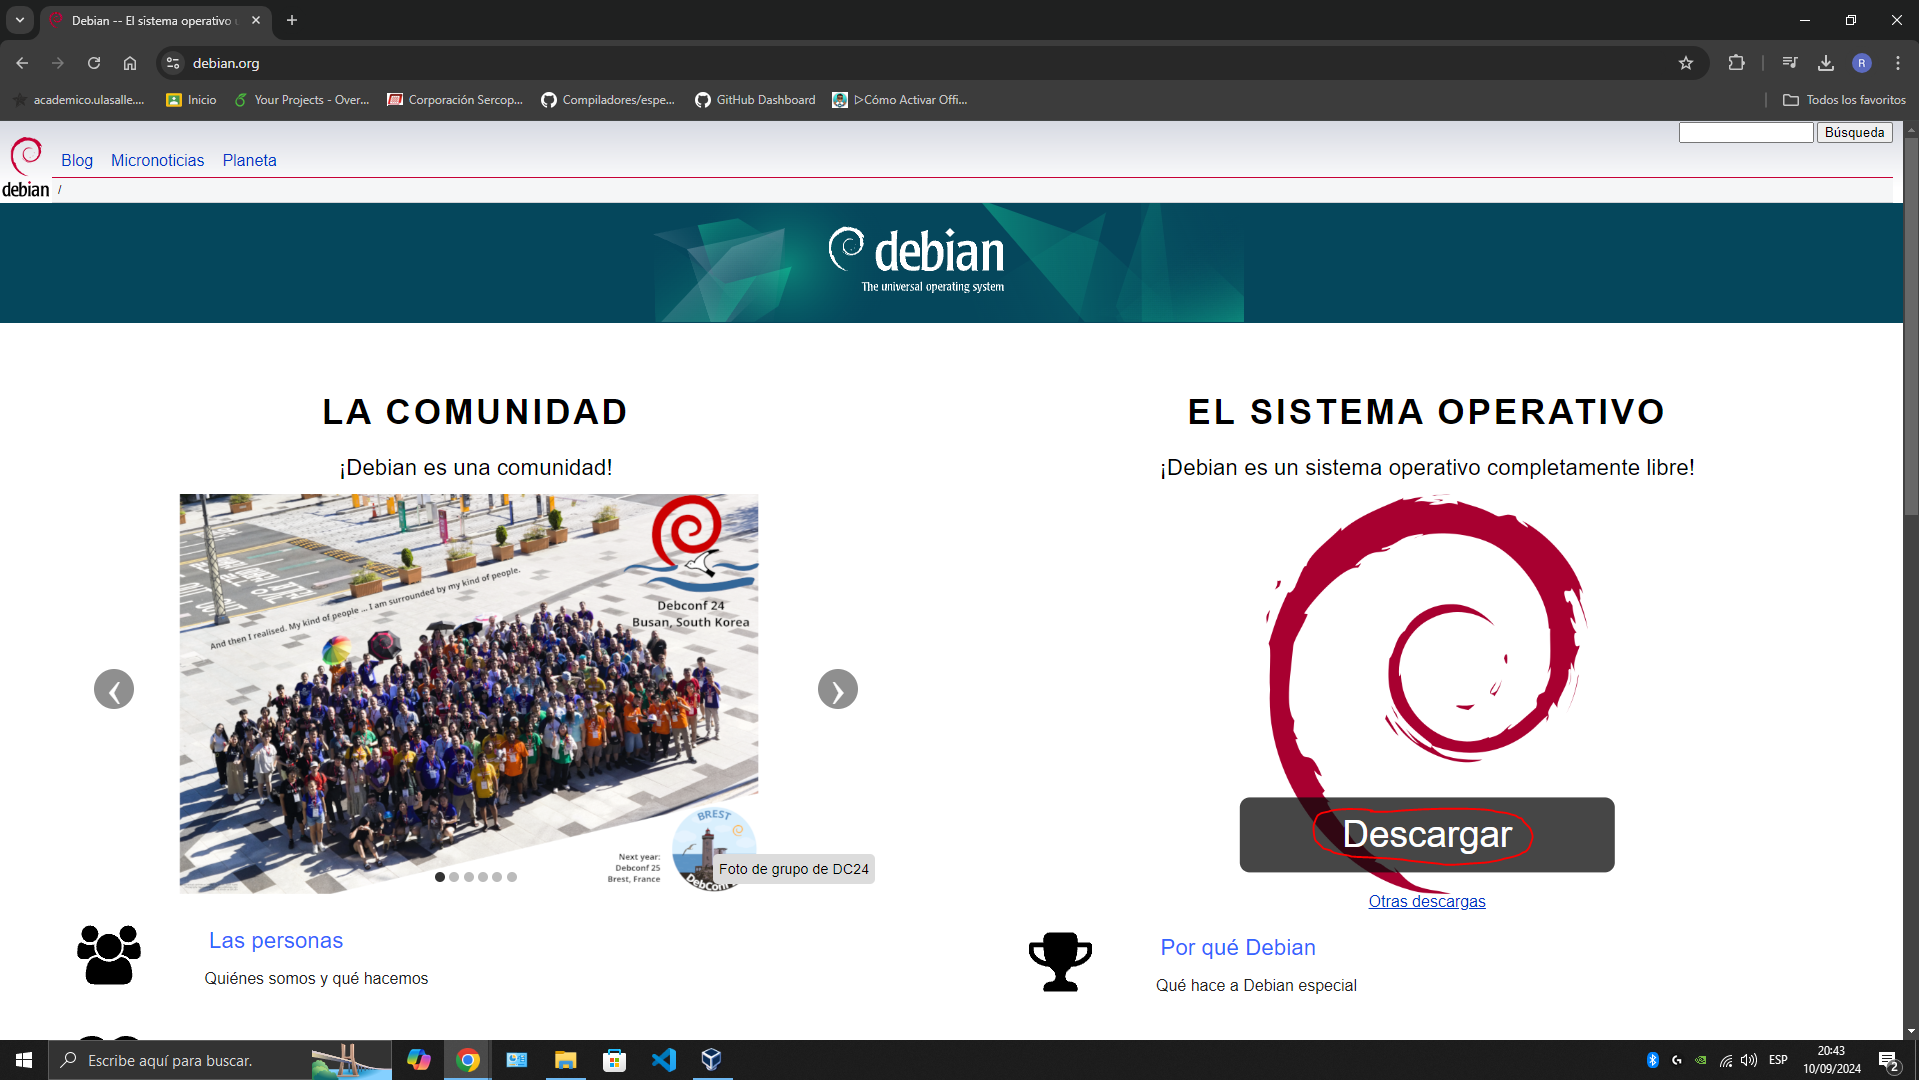 Debian -- El sistema operativo
debian.org
academico.ulasalle....
Inicio
Your Projects - Over...
Corporación Sercop...
Compiladores/espe...
GitHub Dashboard
▷Cómo Activar Offi...
Todos los favoritos
R
Búsqueda
Blog
Micronoticias
Planeta
debian
/
debian
The universal operating system
LA COMUNIDAD
¡Debian es una comunidad!
And then I realised. My kind of people ... I am surrounded by my kind of people.
Debconf 24
Busan, South Korea
BREST
Next year:
Debconf 25
Brest, France
Foto de grupo de DC24
Las personas
Quiénes somos y qué hacemos
EL SISTEMA OPERATIVO
¡Debian es un sistema operativo completamente libre!
Descargar
Otras descargas
Por qué Debian
Qué hace a Debian especial
Escribe aquí para buscar.
ESP
20:43
10/09/2024
2